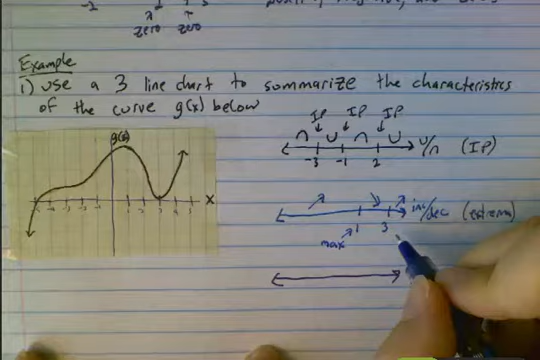 -2
zero zero
Example
1) use a 3 line chart to summarize the characteristics
of the curve g(x) below
IP IP IP
∩ ∪ ∩ ∪ ∪/∩ (IP)
-3 -1 2
g(x)
x
inc/dec (extrema)
max 1 3